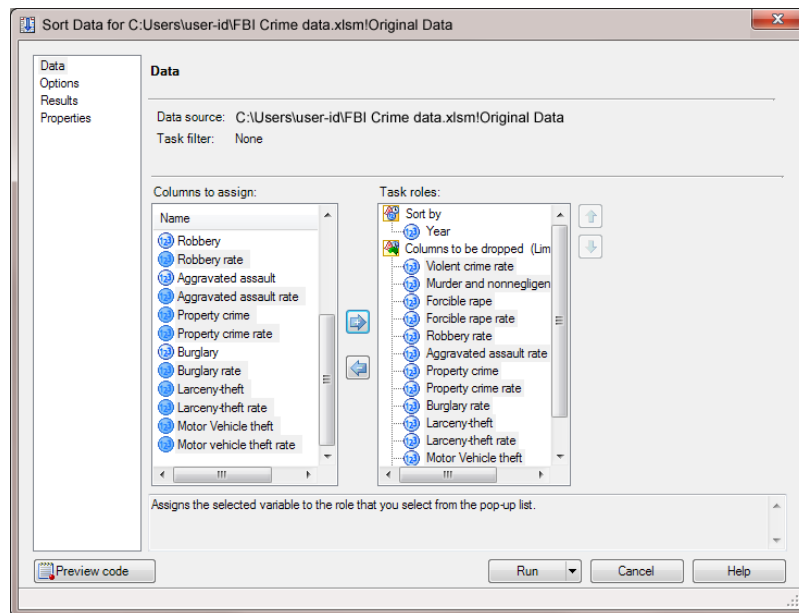 Sort Data for C:Users\user-id\FBI Crime data.xlsm!Original Data
Data
Options
Results
Properties
Data
Data source: C:\Users\user-id\FBI Crime data.xlsm!Original Data
Task filter: None
Columns to assign:
Name
Robbery
Robbery rate
Aggravated assault
Aggravated assault rate
Property crime
Property crime rate
Burglary
Burglary rate
Larceny-theft
Larceny-theft rate
Motor Vehicle theft
Motor vehicle theft rate
Task roles:
Sort by
Year
Columns to be dropped (Lim
Violent crime rate
Murder and nonnegligen
Forcible rape
Forcible rape rate
Robbery rate
Aggravated assault rate
Property crime
Property crime rate
Burglary rate
Larceny-theft
Larceny-theft rate
Motor Vehicle theft
Assigns the selected variable to the role that you select from the pop-up list.
Preview code
Run
Cancel
Help